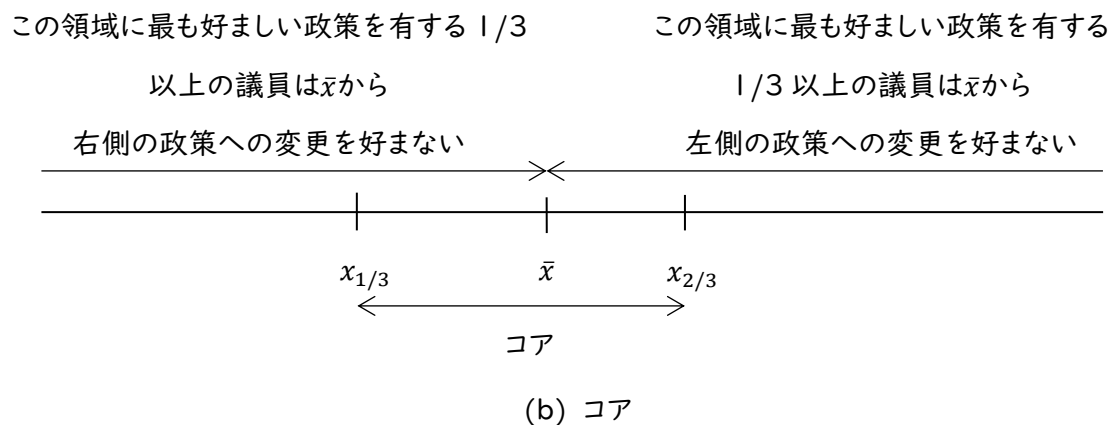 この領域に最も好ましい政策を有する 1/3
以上の議員はx̄から
右側の政策への変更を好まない
この領域に最も好ましい政策を有する
1/3 以上の議員はx̄から
左側の政策への変更を好まない
x₁/₃
x̄
x₂/₃
コア
(b) コア